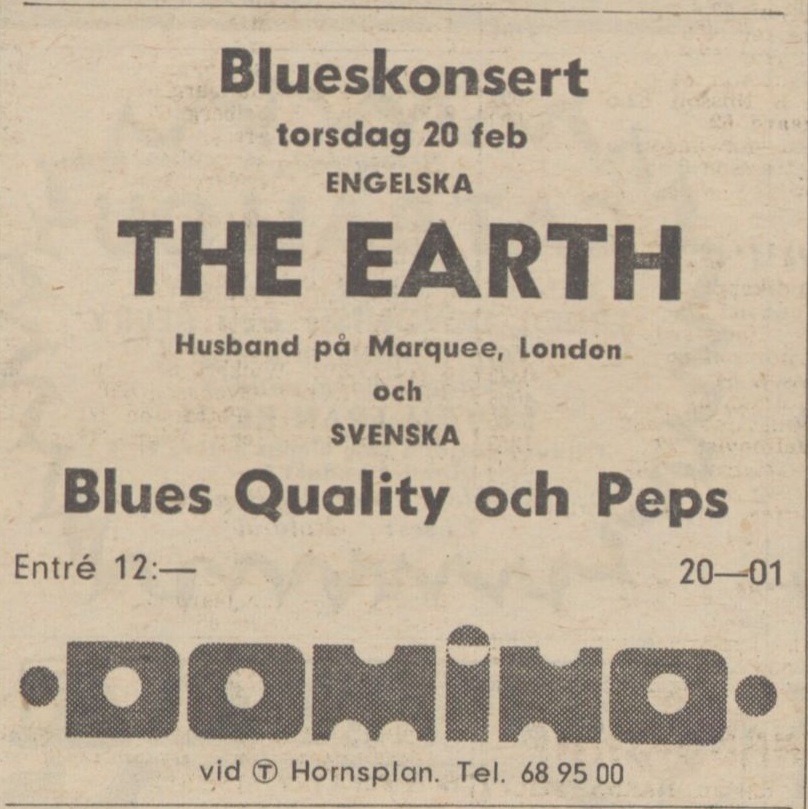 Blueskonsert
torsdag 20 feb
ENGELSKA
THE EARTH
Husband på Marquee, London
och
SVENSKA
Blues Quality och Peps
Entré 12:— 20—01
DOMINO
vid Ⓣ Hornsplan. Tel. 68 95 00